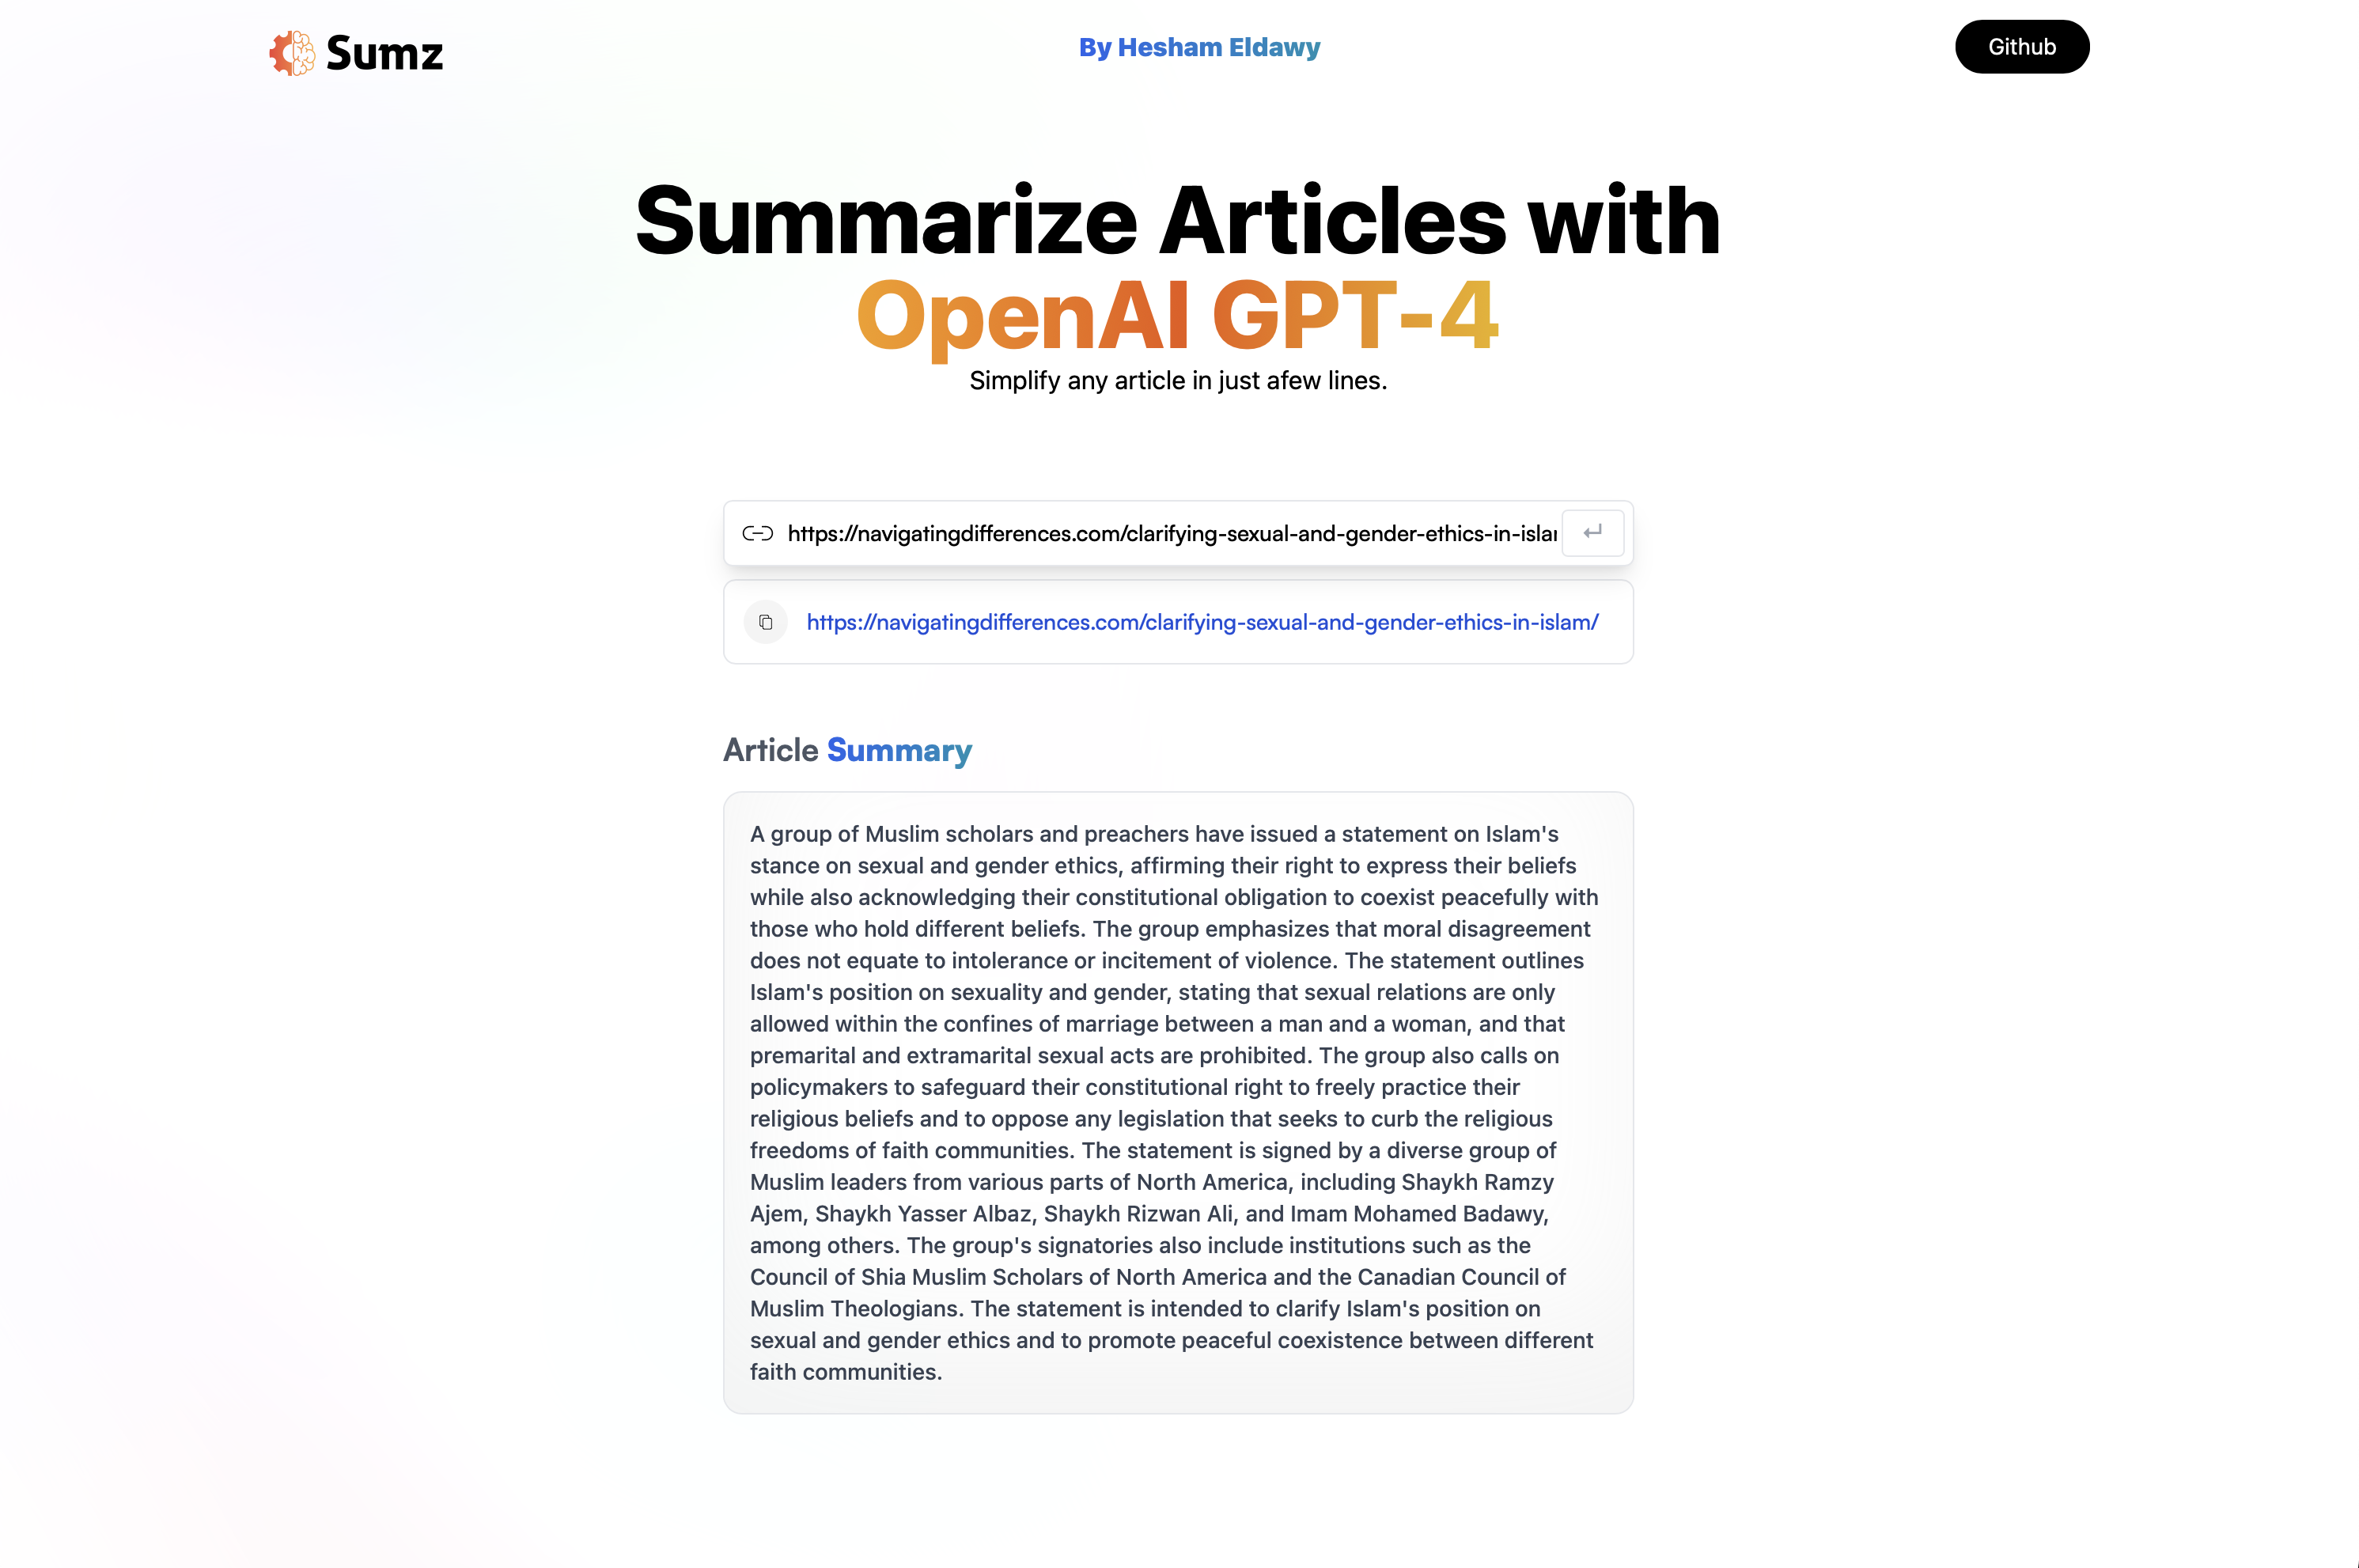 Sumz
By Hesham Eldawy
Github
Summarize Articles with
OpenAI GPT-4
Simplify any article in just afew lines.
https://navigatingdifferences.com/clarifying-sexual-and-gender-ethics-in-islam
https://navigatingdifferences.com/clarifying-sexual-and-gender-ethics-in-islam/
Article Summary
A group of Muslim scholars and preachers have issued a statement on Islam's
stance on sexual and gender ethics, affirming their right to express their beliefs
while also acknowledging their constitutional obligation to coexist peacefully with
those who hold different beliefs. The group emphasizes that moral disagreement
does not equate to intolerance or incitement of violence. The statement outlines
Islam's position on sexuality and gender, stating that sexual relations are only
allowed within the confines of marriage between a man and a woman, and that
premarital and extramarital sexual acts are prohibited. The group also calls on
policymakers to safeguard their constitutional right to freely practice their
religious beliefs and to oppose any legislation that seeks to curb the religious
freedoms of faith communities. The statement is signed by a diverse group of
Muslim leaders from various parts of North America, including Shaykh Ramzy
Ajem, Shaykh Yasser Albaz, Shaykh Rizwan Ali, and Imam Mohamed Badawy,
among others. The group's signatories also include institutions such as the
Council of Shia Muslim Scholars of North America and the Canadian Council of
Muslim Theologians. The statement is intended to clarify Islam's position on
sexual and gender ethics and to promote peaceful coexistence between different
faith communities.